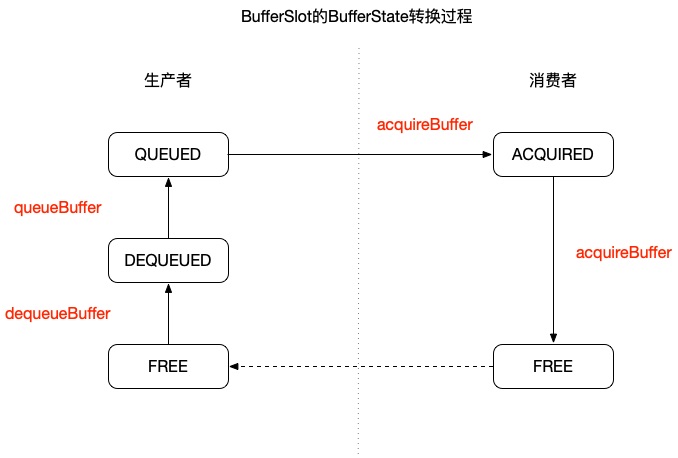 BufferSlot的BufferState转换过程
生产者
消费者
acquireBuffer
QUEUED
ACQUIRED
queueBuffer
acquireBuffer
DEQUEUED
dequeueBuffer
FREE
FREE